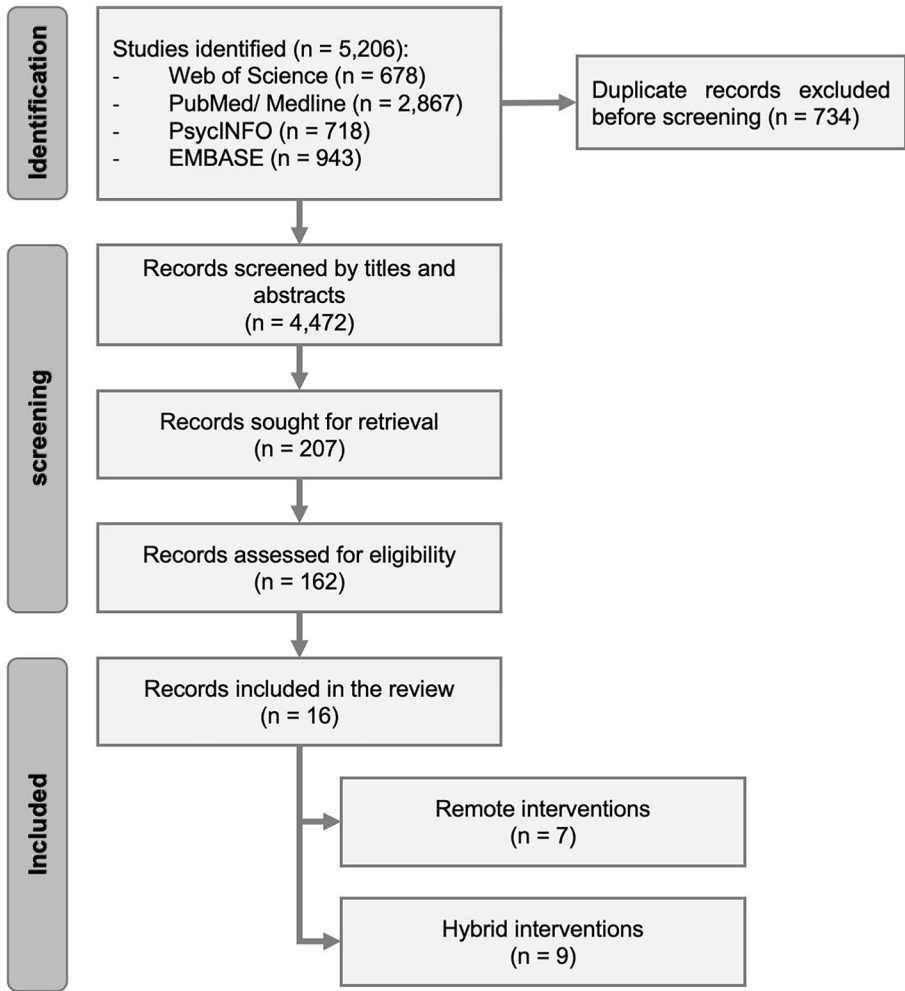 Identification
Studies identified (n = 5,206):
- Web of Science (n = 678)
- PubMed/ Medline (n = 2,867)
- PsycINFO (n = 718)
- EMBASE (n = 943)
Duplicate records excluded
before screening (n = 734)
screening
Records screened by titles and
abstracts
(n = 4,472)
Records sought for retrieval
(n = 207)
Records assessed for eligibility
(n = 162)
Included
Records included in the review
(n = 16)
Remote interventions
(n = 7)
Hybrid interventions
(n = 9)